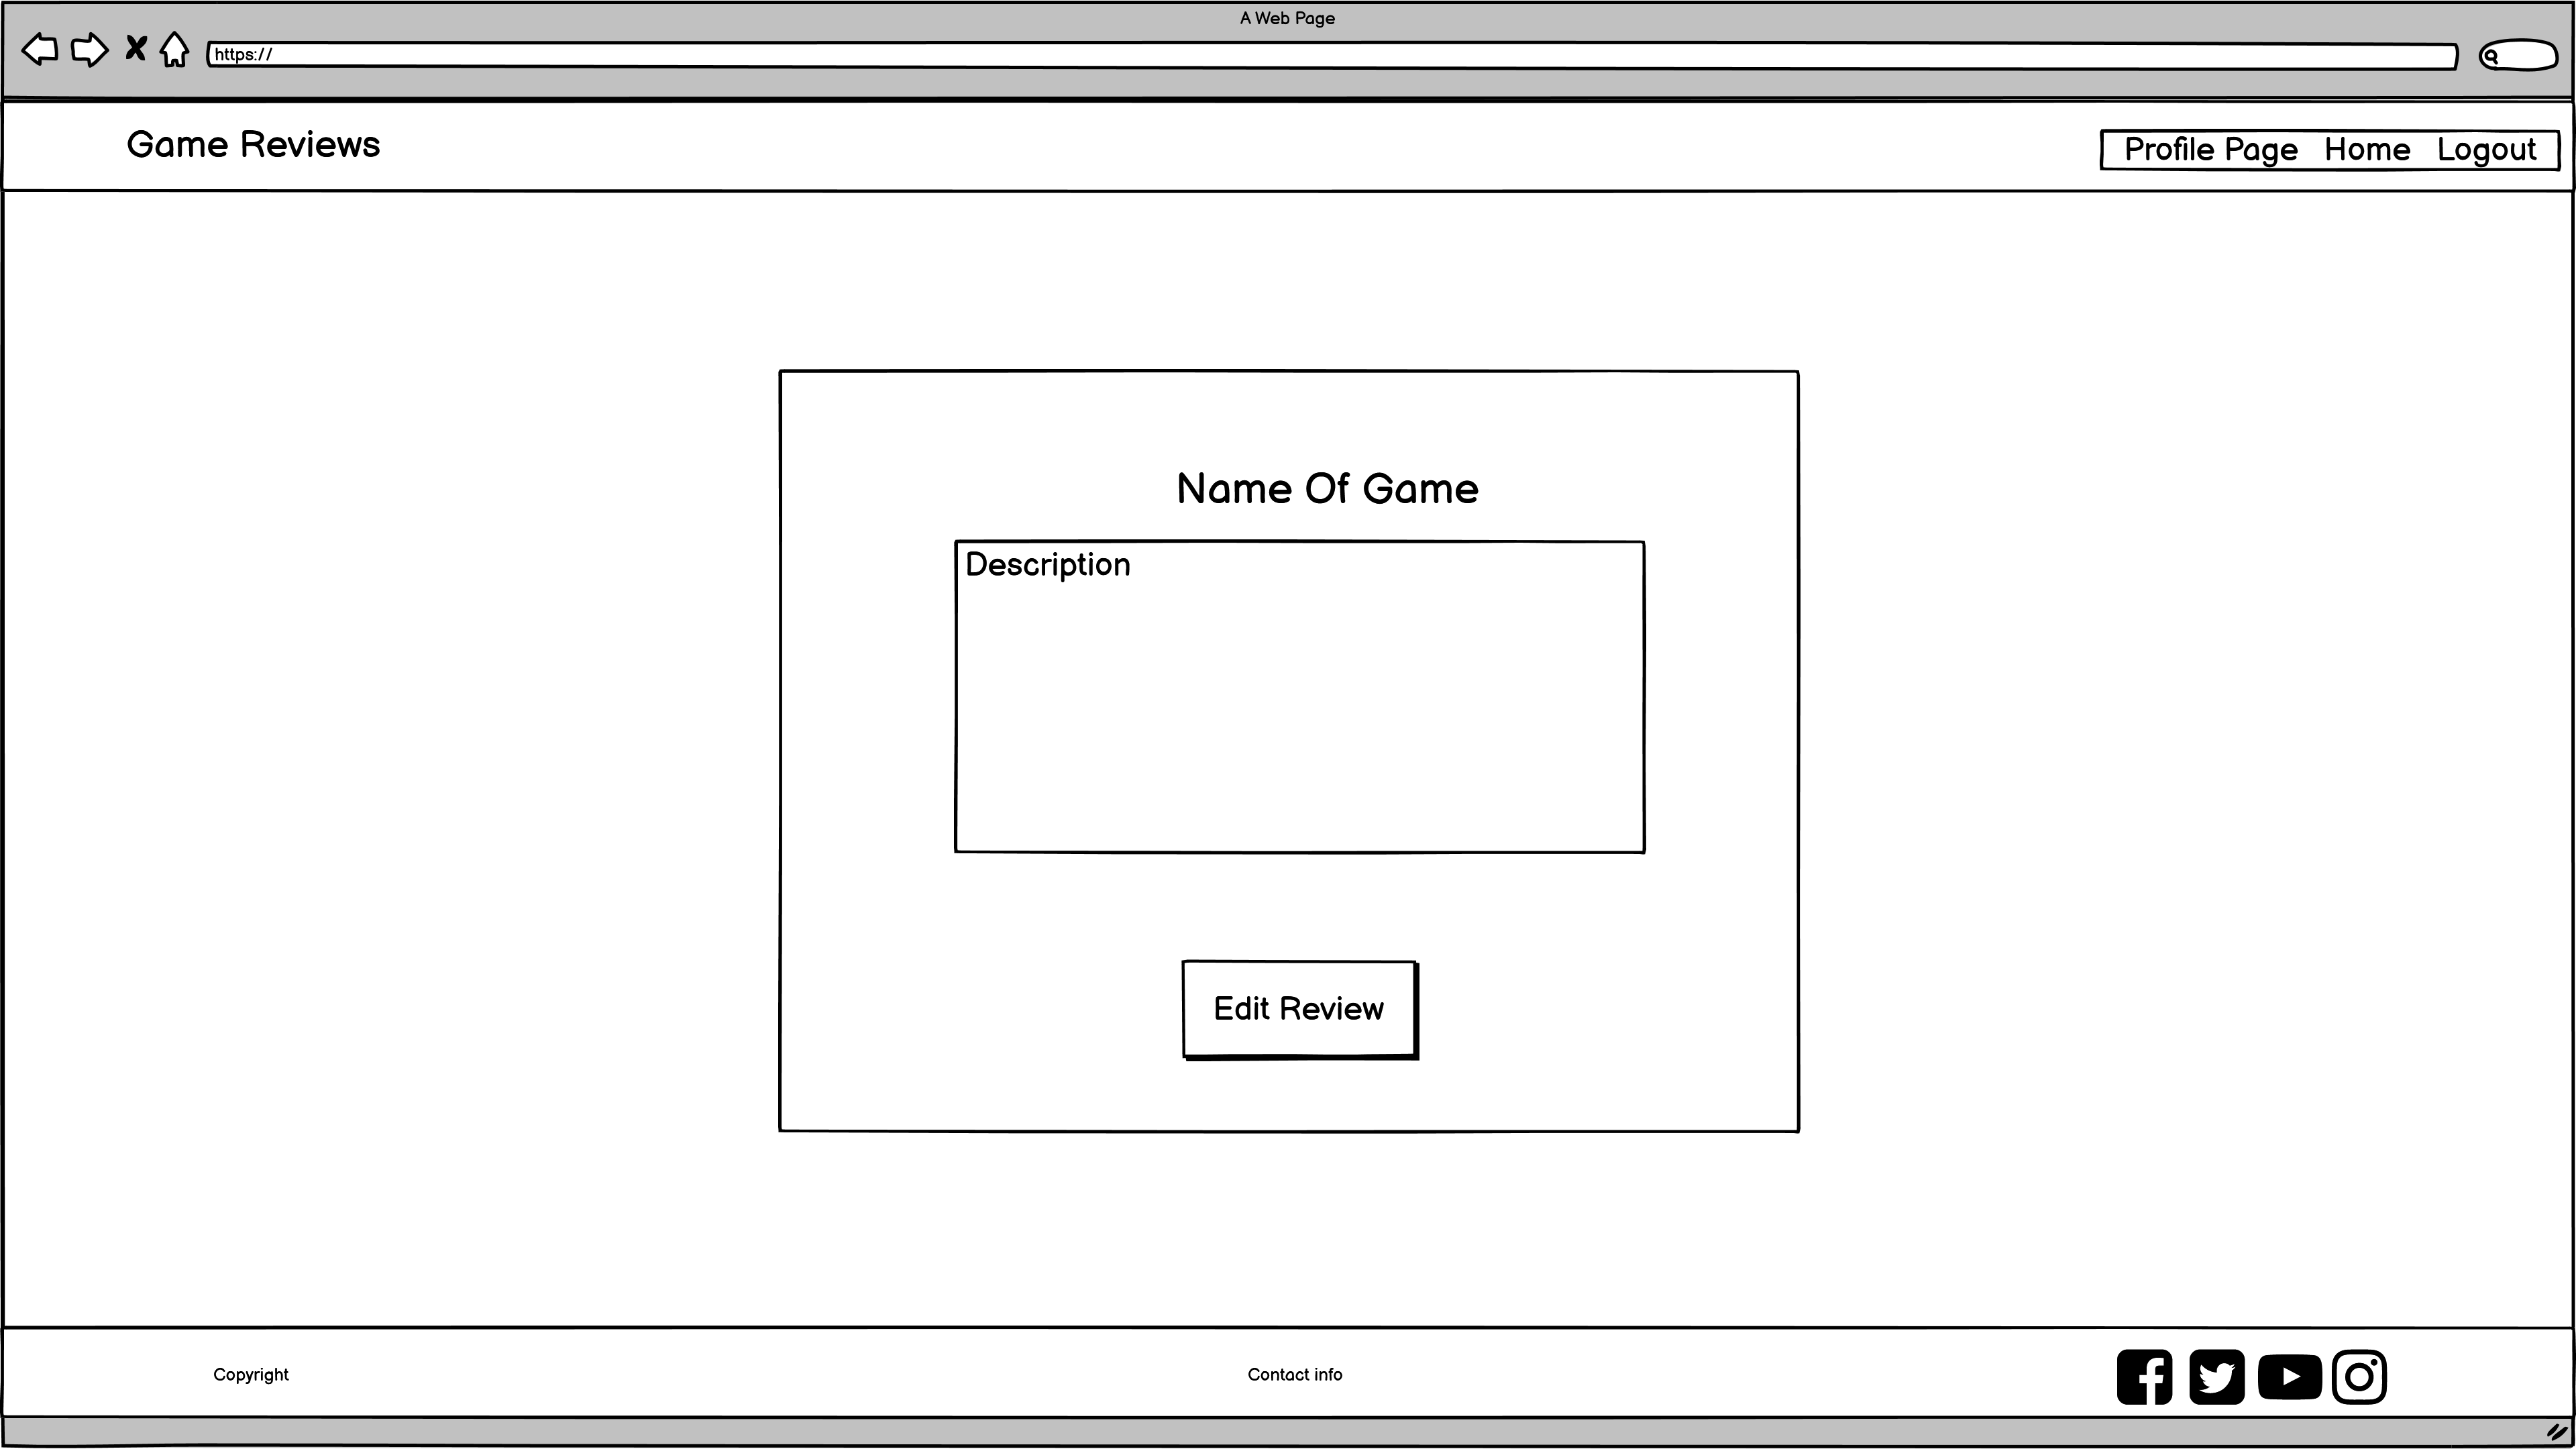 A Web Page
https://
Game Reviews
Profile Page Home Logout
Name Of Game
Description
Edit Review
Copyright
Contact info